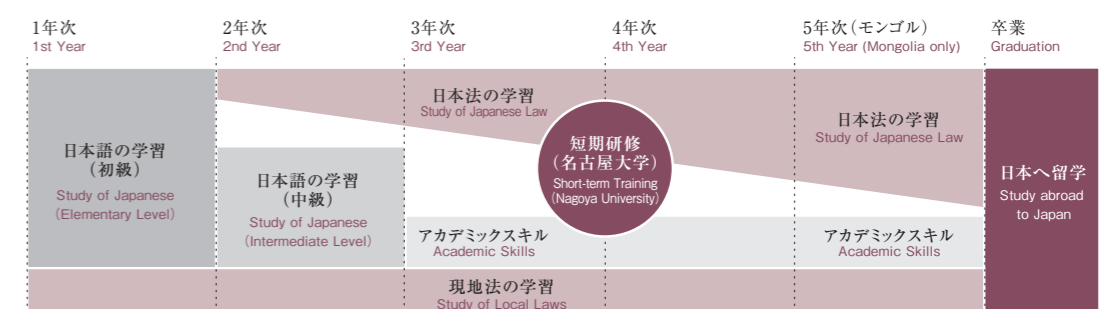 1年次
1st Year
2年次
2nd Year
3年次
3rd Year
4年次
4th Year
5年次（モンゴル）
5th Year (Mongolia only)
卒業
Graduation
日本語の学習
（初級）
Study of Japanese
（Elementary Level）
日本語の学習
（中級）
Study of Japanese
（Intermediate Level）
日本法の学習
Study of Japanese Law
短期研修
（名古屋大学）
Short-term Training
（Nagoya University）
日本法の学習
Study of Japanese Law
アカデミックスキル
Academic Skills
アカデミックスキル
Academic Skills
日本へ留学
Study abroad
to Japan
現地法の学習
Study of Local Laws